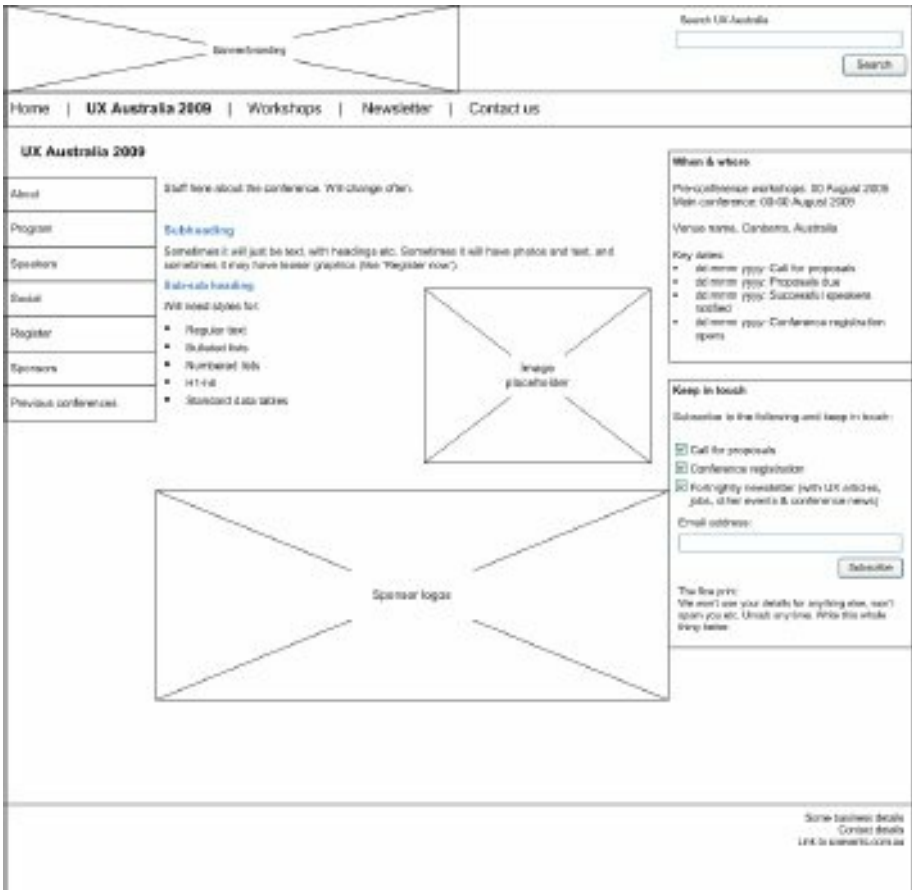 Banner/branding
Search UX Australia
Search
Home | UX Australia 2009 | Workshops | Newsletter | Contact us
UX Australia 2009
About
Program
Speakers
Social
Register
Sponsors
Previous conferences
Stuff here about the conference. Will change often.
Subheading
Sometimes it will just be text, with headings etc. Sometimes it will have photos and text, and
sometimes it may have teaser graphics (like 'Register now').
Sub-sub heading
Will need styles for:
Regular text
Bulleted lists
Numbered lists
H1-h4
Standard data tables
Image
placeholder
Sponsor logos
When & where
Pre-conference workshops: 00 August 2009
Main conference: 00-00 August 2009
Venue name, Canberra, Australia
Key dates:
dd mmm yyyy: Call for proposals
dd mmm yyyy: Proposals due
dd mmm yyyy: Successful speakers
notified
dd mmm yyyy: Conference registration
opens
Keep in touch
Subscribe to the following and keep in touch:
Call for proposals
Conference registration
Fortnightly newsletter (with UX articles,
jobs, other events & conference news)
Email address:
Subscribe
The fine print:
We won't use your details for anything else, won't
spam you etc. Unsub any time. Write this whole
thing better.
Some business details
Contact details
Link to